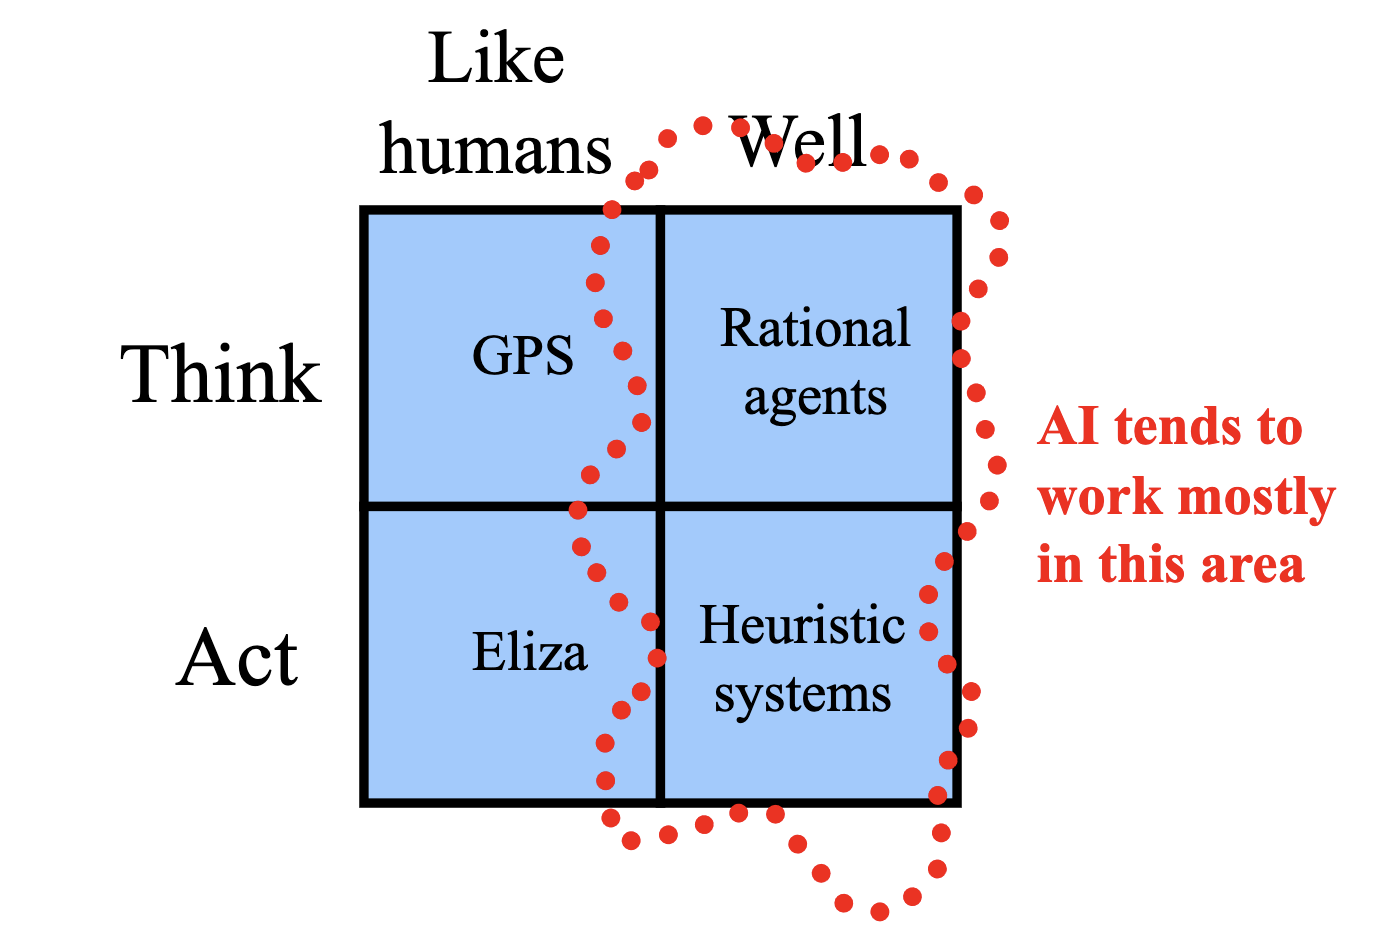 Like
humans
Well
Think
GPS
Rational
agents
AI tends to
work mostly
in this area
Act
Eliza
Heuristic
systems